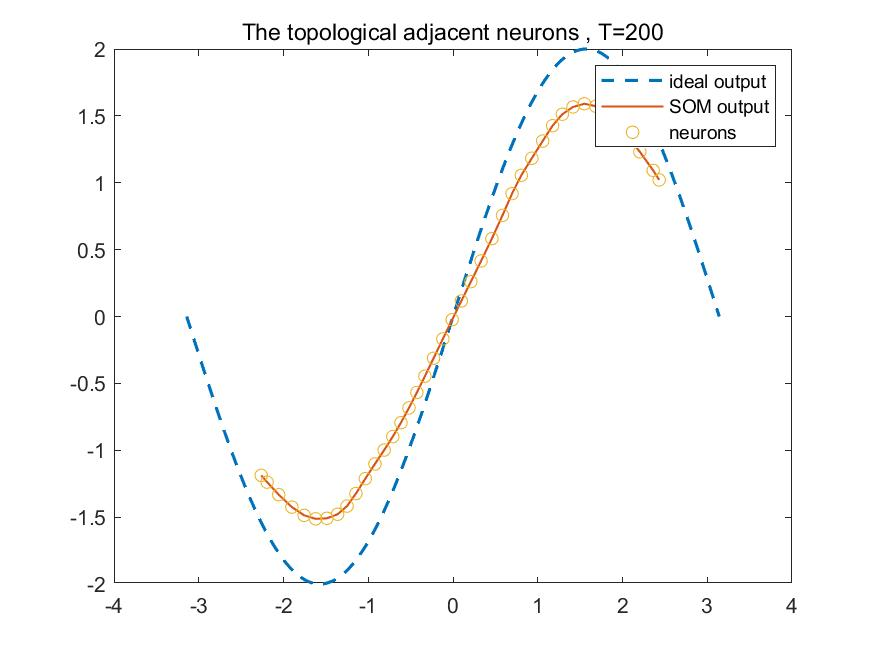 The topological adjacent neurons , T=200
2
1.5
1
0.5
0
-0.5
-1
-1.5
-2
-4 -3 -2 -1 0 1 2 3 4
ideal output
SOM output
neurons